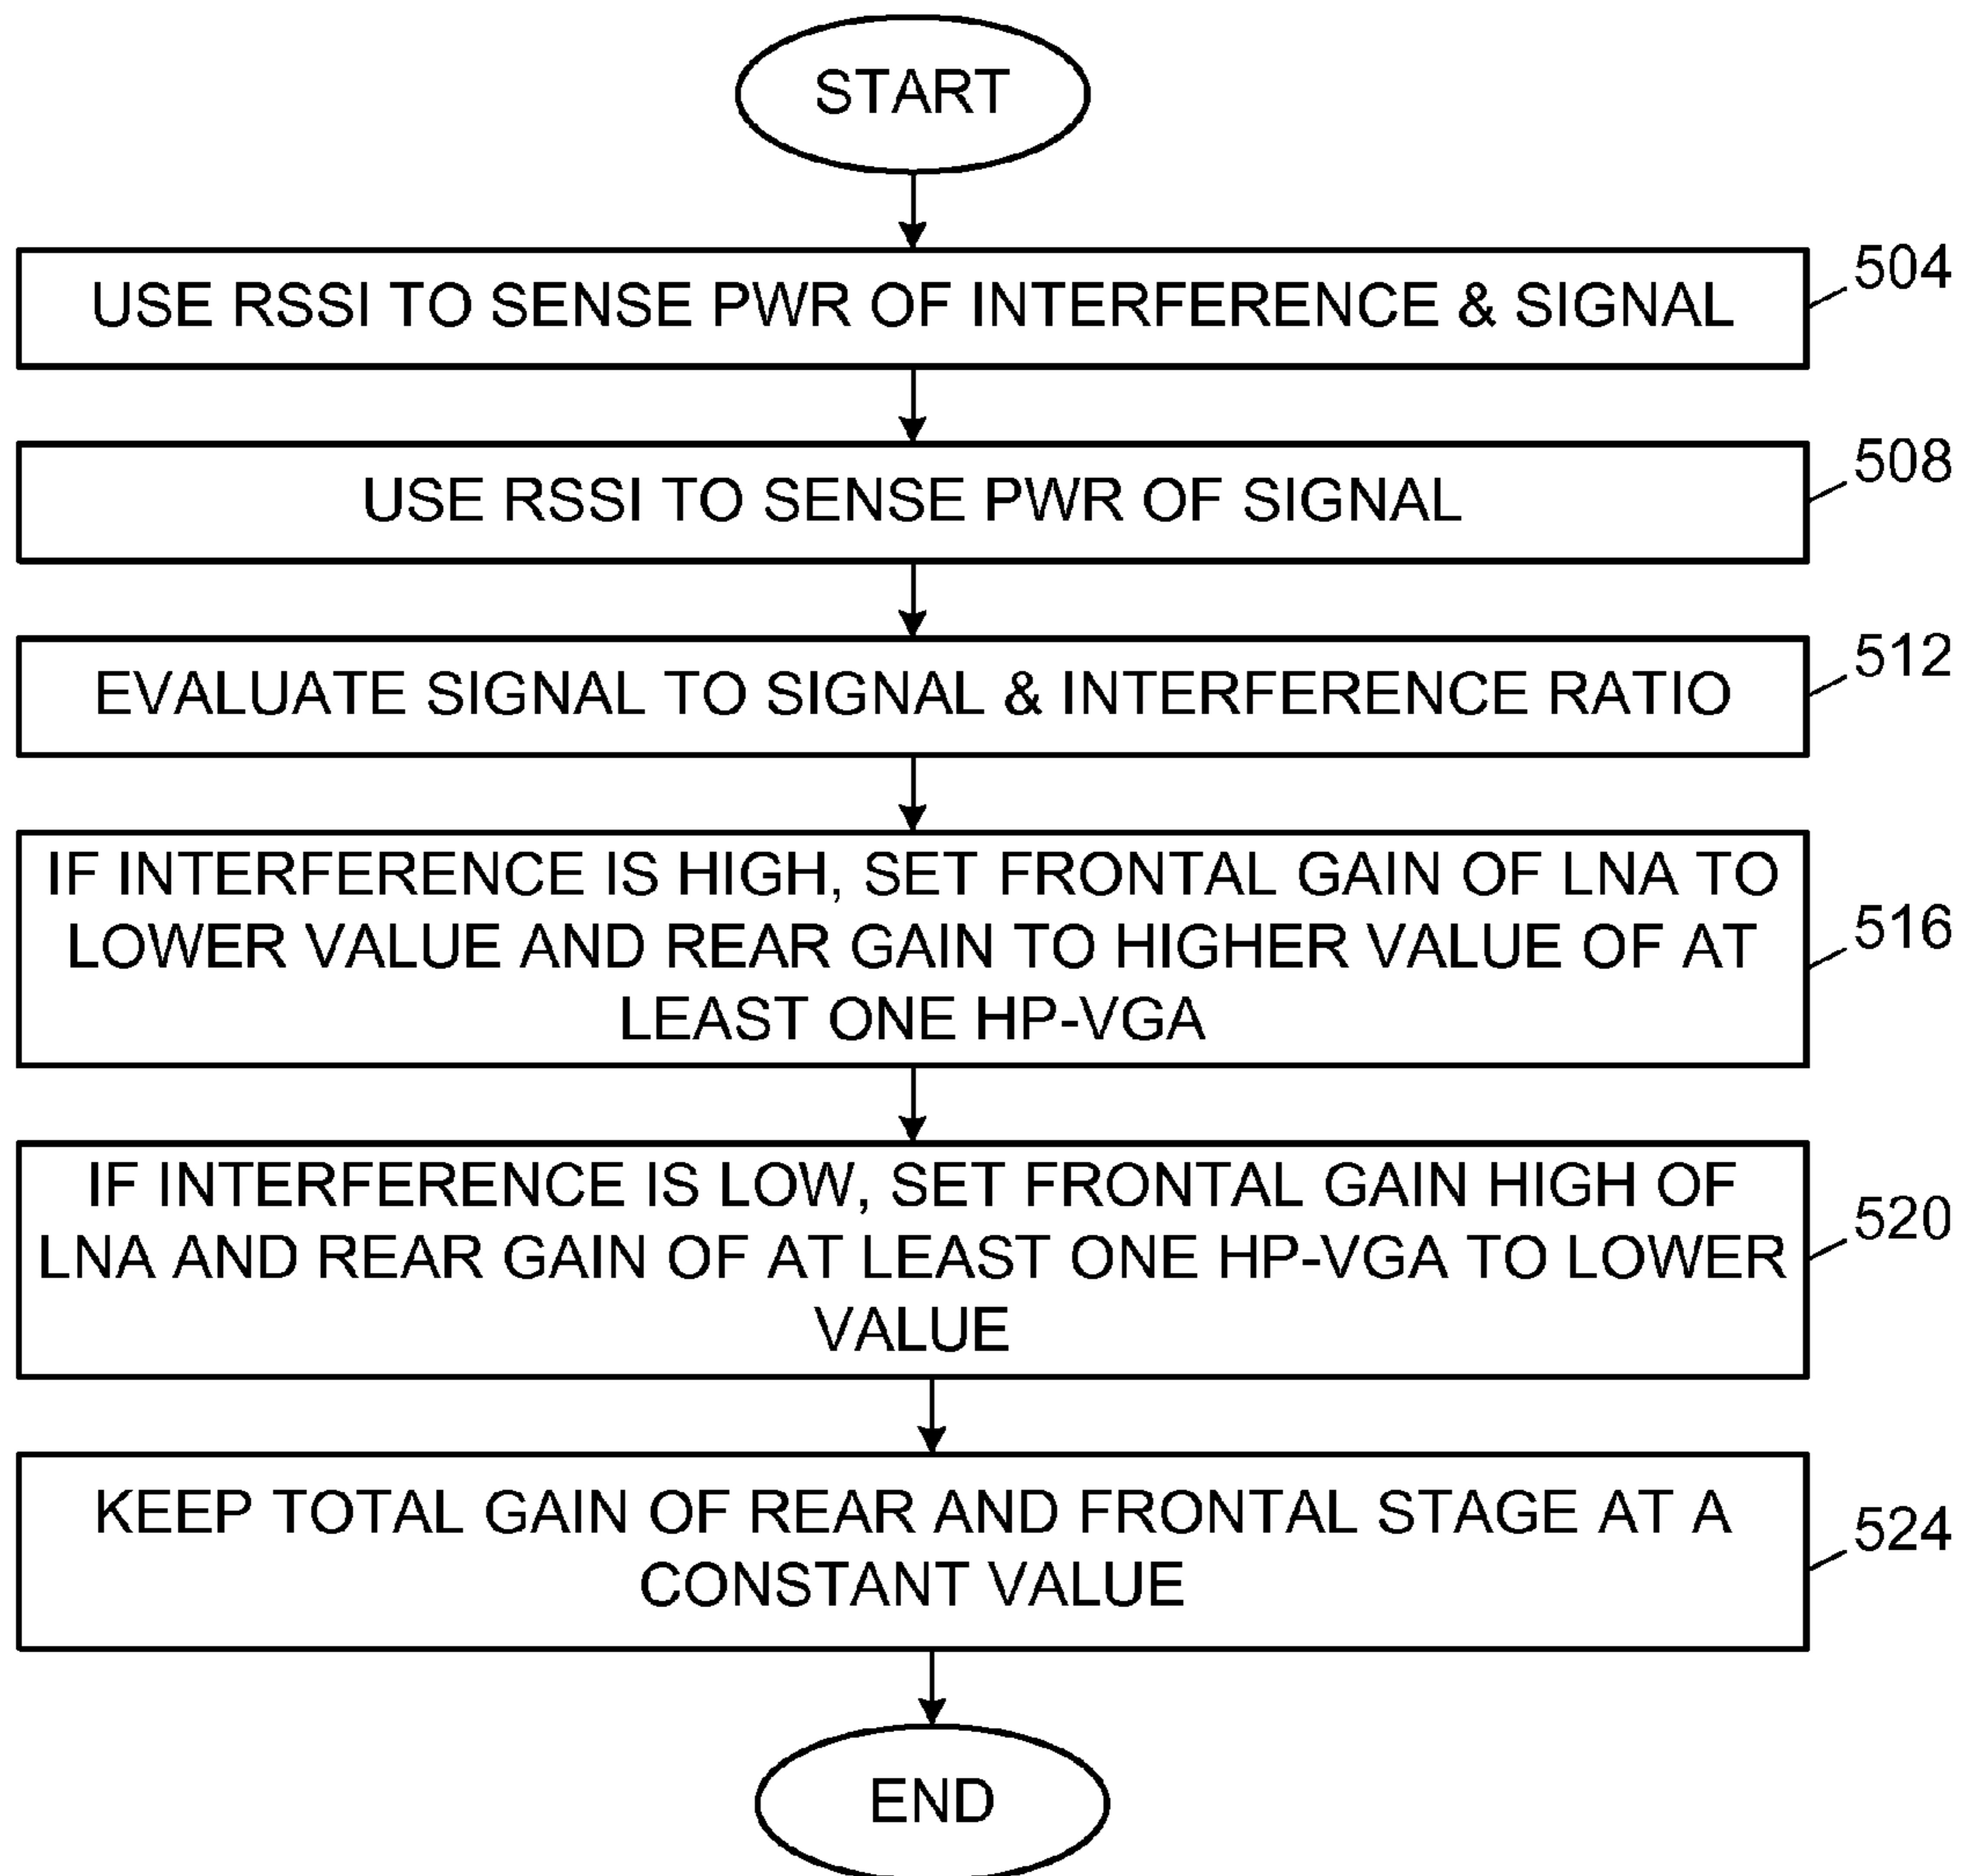 START
USE RSSI TO SENSE PWR OF INTERFERENCE & SIGNAL
504
USE RSSI TO SENSE PWR OF SIGNAL
508
EVALUATE SIGNAL TO SIGNAL & INTERFERENCE RATIO
512
IF INTERFERENCE IS HIGH, SET FRONTAL GAIN OF LNA TO
LOWER VALUE AND REAR GAIN TO HIGHER VALUE OF AT
LEAST ONE HP-VGA
516
IF INTERFERENCE IS LOW, SET FRONTAL GAIN HIGH OF
LNA AND REAR GAIN OF AT LEAST ONE HP-VGA TO LOWER
VALUE
520
KEEP TOTAL GAIN OF REAR AND FRONTAL STAGE AT A
CONSTANT VALUE
524
END